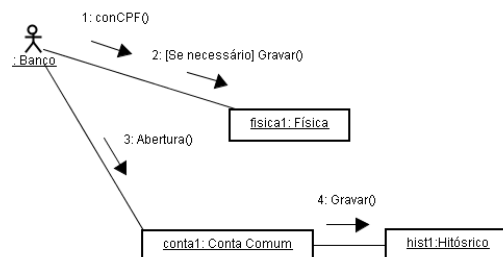 1: conCPF()
2: [Se necessário] Gravar()
: Banco
fisica1: Física
3: Abertura()
4: Gravar()
conta1: Conta Comum
hist1:Hitósrico